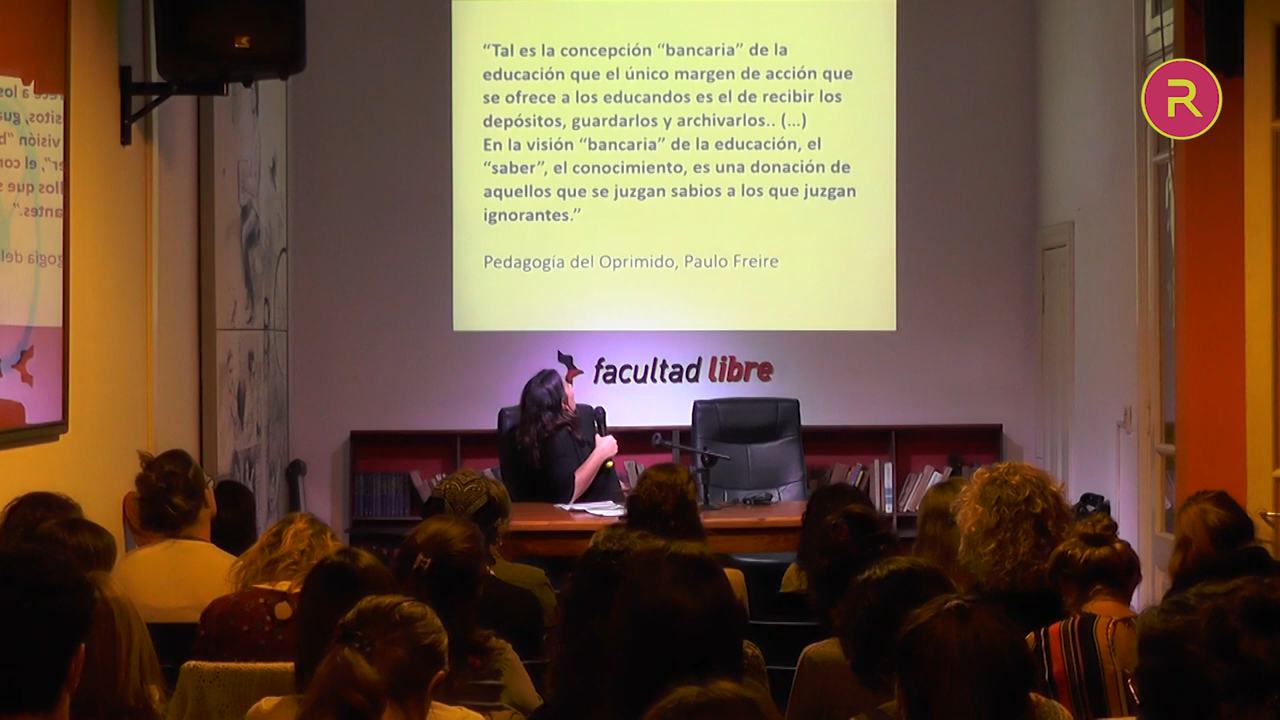 “Tal es la concepción “bancaria” de la
educación que el único margen de acción que
se ofrece a los educandos es el de recibir los
depósitos, guardarlos y archivarlos.. (...)
En la visión “bancaria” de la educación, el
“saber”, el conocimiento, es una donación de
aquellos que se juzgan sabios a los que juzgan
ignorantes.”
Pedagogía del Oprimido, Paulo Freire
facultad libre
R